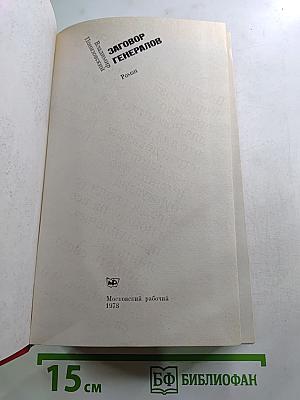 Владимир
Понизовский
ЗАГОВОР
ГЕНЕРАЛОВ
Роман
Московский рабочий
1978
15 см
БФ БИБЛИОФАН